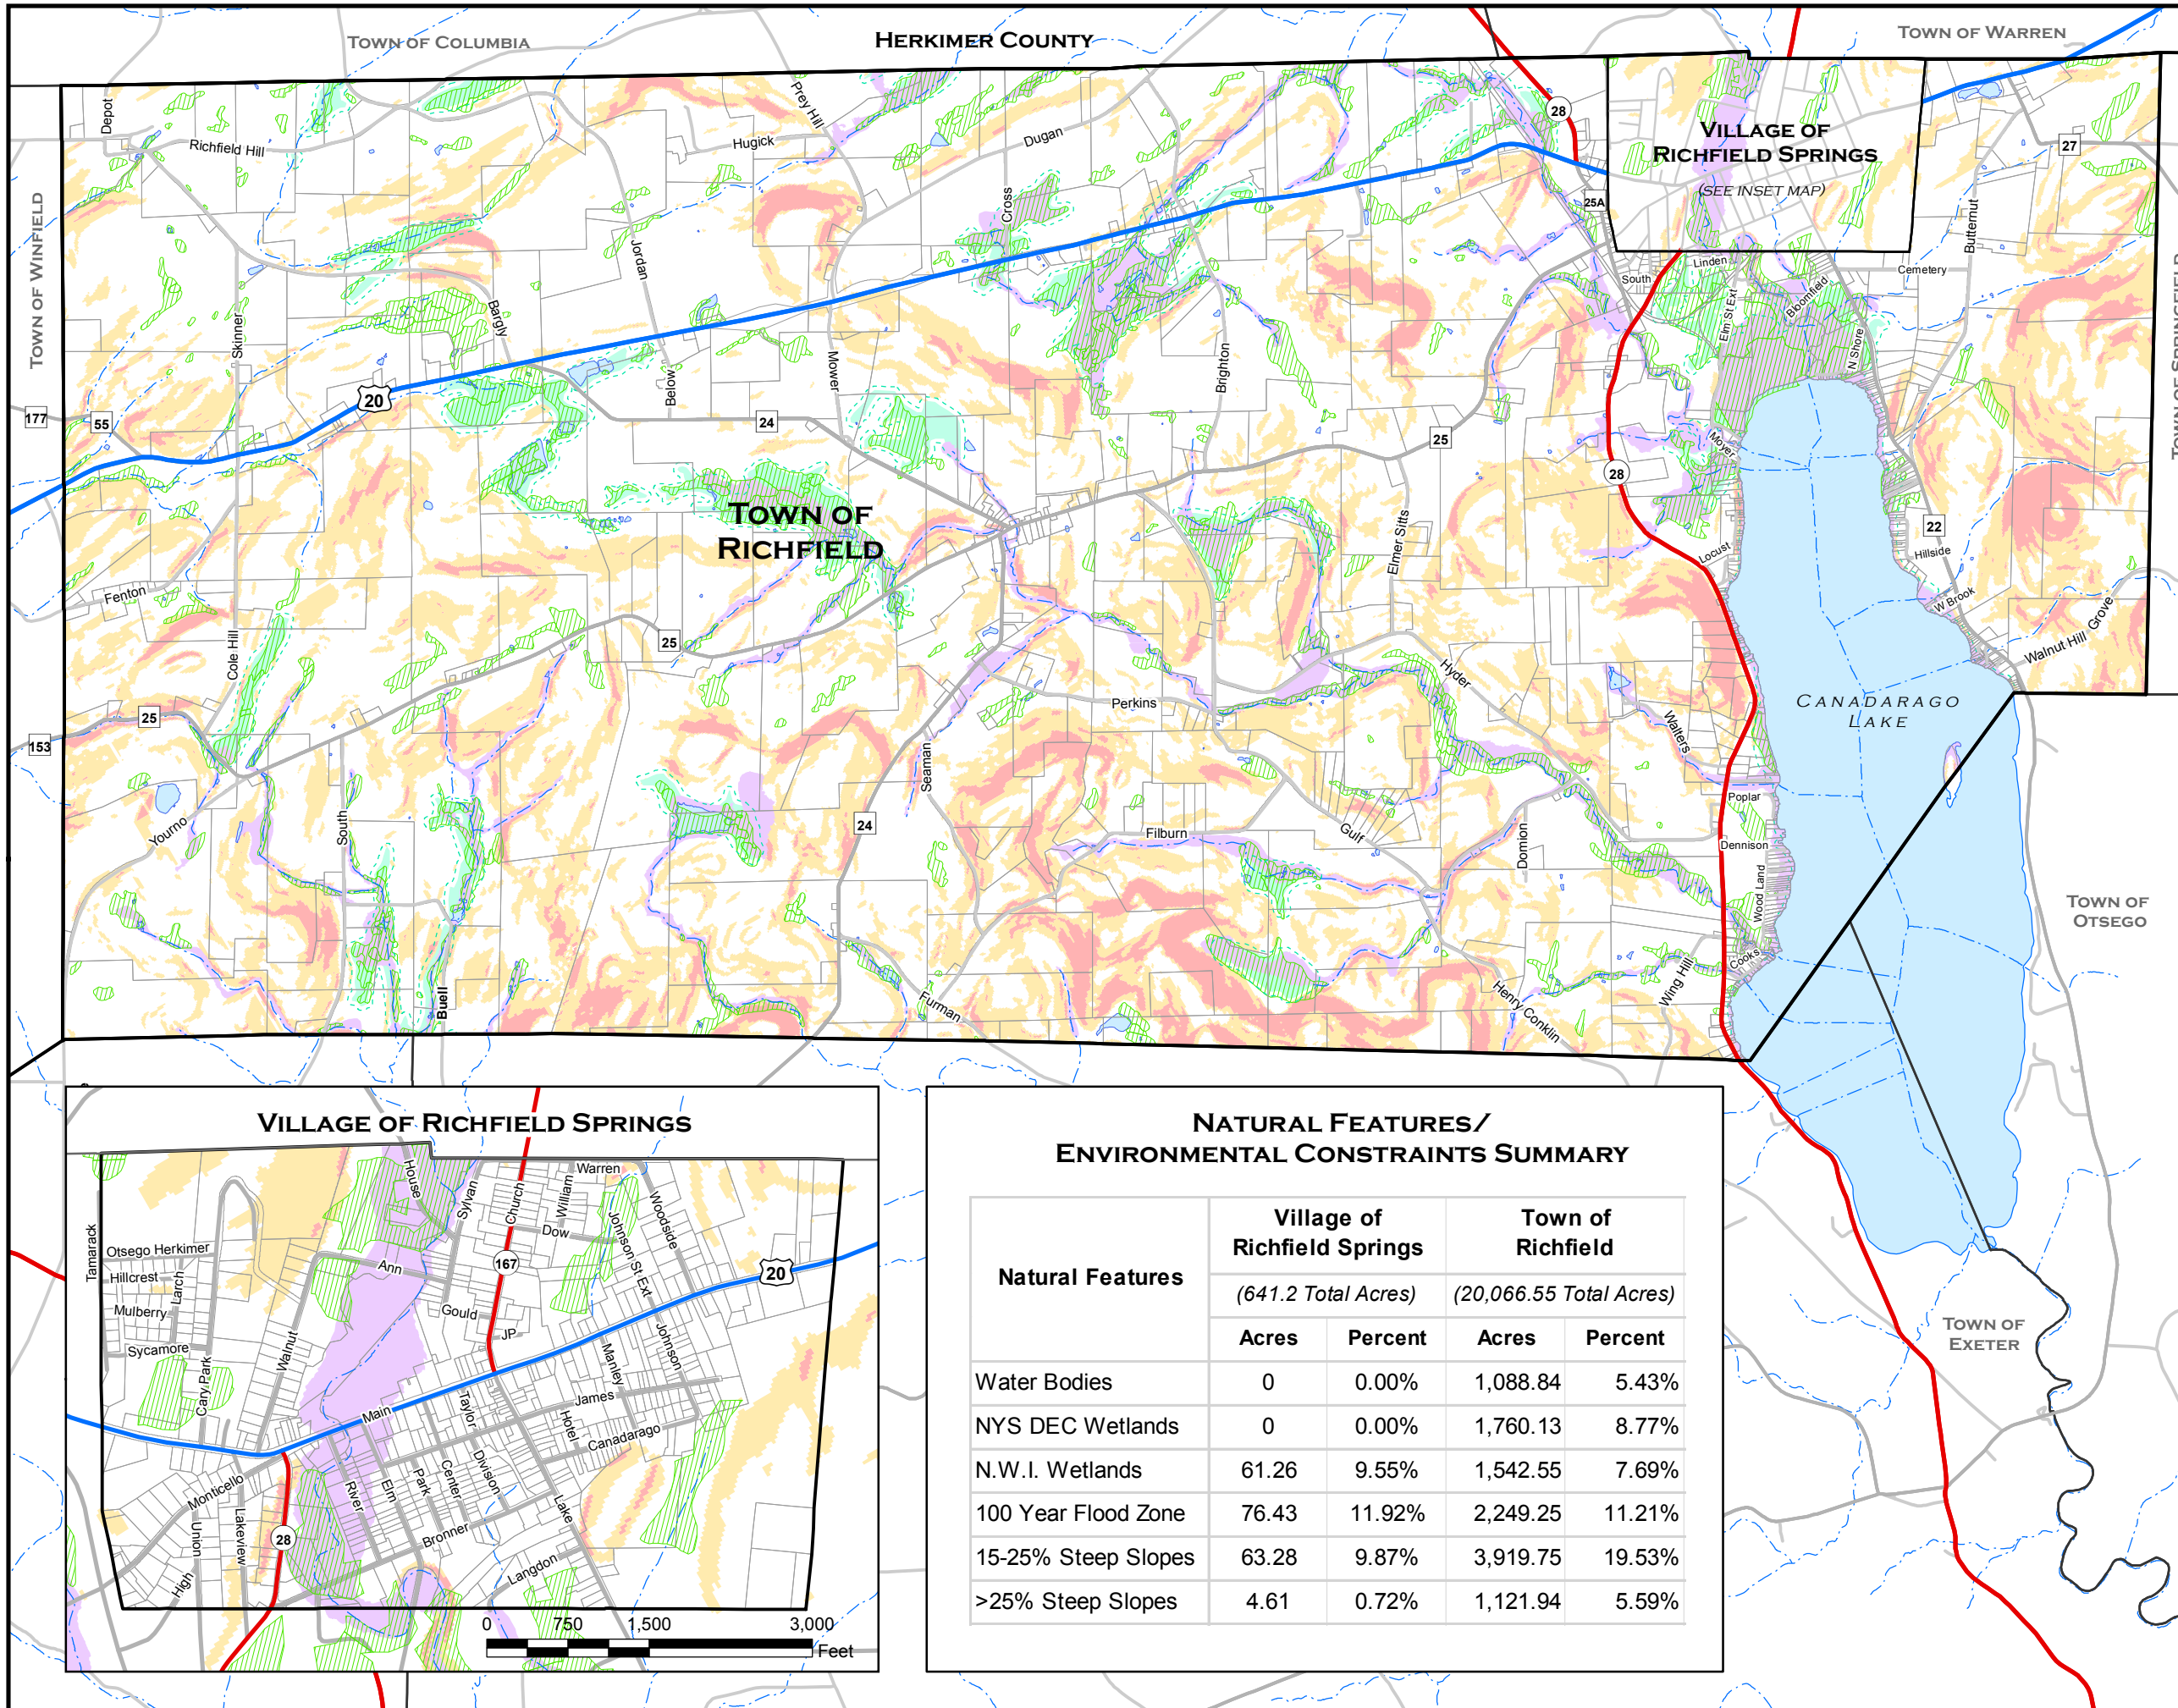 TOWN OF COLUMBIA
HERKIMER COUNTY
TOWN OF WARREN
TOWN OF WINFIELD
Depot
Richfield Hill
Prey Hill
Hugick
Dugan
28
VILLAGE OF
RICHFIELD SPRINGS
(SEE INSET MAP)
27
25A
Cross
Butternut
Jordan
Skinner
Bargly
South
Linden
Cemetery
Elm St Ext
Bloomfield
N Shore
Below
Mower
Brighton
20
177
55
24
25
28
Moyer
TOWN OF
RICHFIELD
Elmer Sitts
22
Locust
Hillside
W Brook
Fenton
Cole Hill
25
Walnut Hill Grove
Hyder
Perkins
25
153
CANADARAGO
LAKE
Walters
Seaman
Poplar
Yourno
South
24
Filburn
Gulf
Domion
Dennison
Wood Land
TOWN OF
OTSEGO
Cooks
Buell
Furman
Henry Conklin
Wing Hill
VILLAGE OF RICHFIELD SPRINGS
House
Sylvan
Church
William
Warren
Woodside
Dow
Johnson St Ext
Tamarack
Otsego Herkimer
Hillcrest
Larch
Mulberry
Sycamore
Ann
167
20
Gould
JP
Walnut
Cary Park
Main
Taylor
Manley
Johnson
James
Hotel
Canadarago
Monticello
River
Elm
Park
Center
Division
Lake
Union
Lakeview
28
Bronner
High
Langdon
0 750 1,500 3,000
Feet
NATURAL FEATURES/
ENVIRONMENTAL CONSTRAINTS SUMMARY
Natural Features
Village of
Richfield Springs
Town of
Richfield
(641.2 Total Acres) (20,066.55 Total Acres)
Acres Percent Acres Percent
Water Bodies 0 0.00% 1,088.84 5.43%
NYS DEC Wetlands 0 0.00% 1,760.13 8.77%
N.W.I. Wetlands 61.26 9.55% 1,542.55 7.69%
100 Year Flood Zone 76.43 11.92% 2,249.25 11.21%
15-25% Steep Slopes 63.28 9.87% 3,919.75 19.53%
>25% Steep Slopes 4.61 0.72% 1,121.94 5.59%
TOWN OF
EXETER